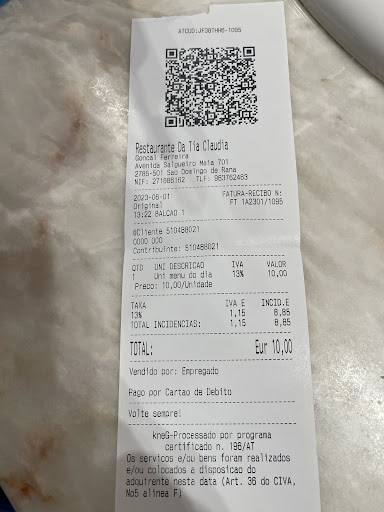 ATCUD:JF38THH6-1095
Restaurante Da Tia Claudia
Goncal Ferreira
Avenida Salgueiro Maia 701
2785-501 Sao Domingo de Rana
NIF: 271685162 TLF: 963762463
2023-06-01 FATURA-RECIBO N:
Original FT 1A2301/1095
13:22 BALCAO 1
@Cliente 510488021
0000 000
Contribuinte: 510488021
QTD UNI DESCRICAO IVA VALOR
1 Uni menu do dia 13% 10,00
Preco: 10,00/Unidade
TAXA IVA E INCID.E
13% 1,15 8,85
TOTAL INCIDENCIAS: 1,15 8,85
TOTAL: Eur 10,00
Vendido por: Empregado
Pago por Cartao de Debito
Volte sempre!
kneG-Processado por programa
certificado n. 196/AT
Os servicos e/ou bens foram realizados
e/ou colocados a disposicao do
adquirente nesta data (Art. 36 do CIVA,
No5 alinea F)